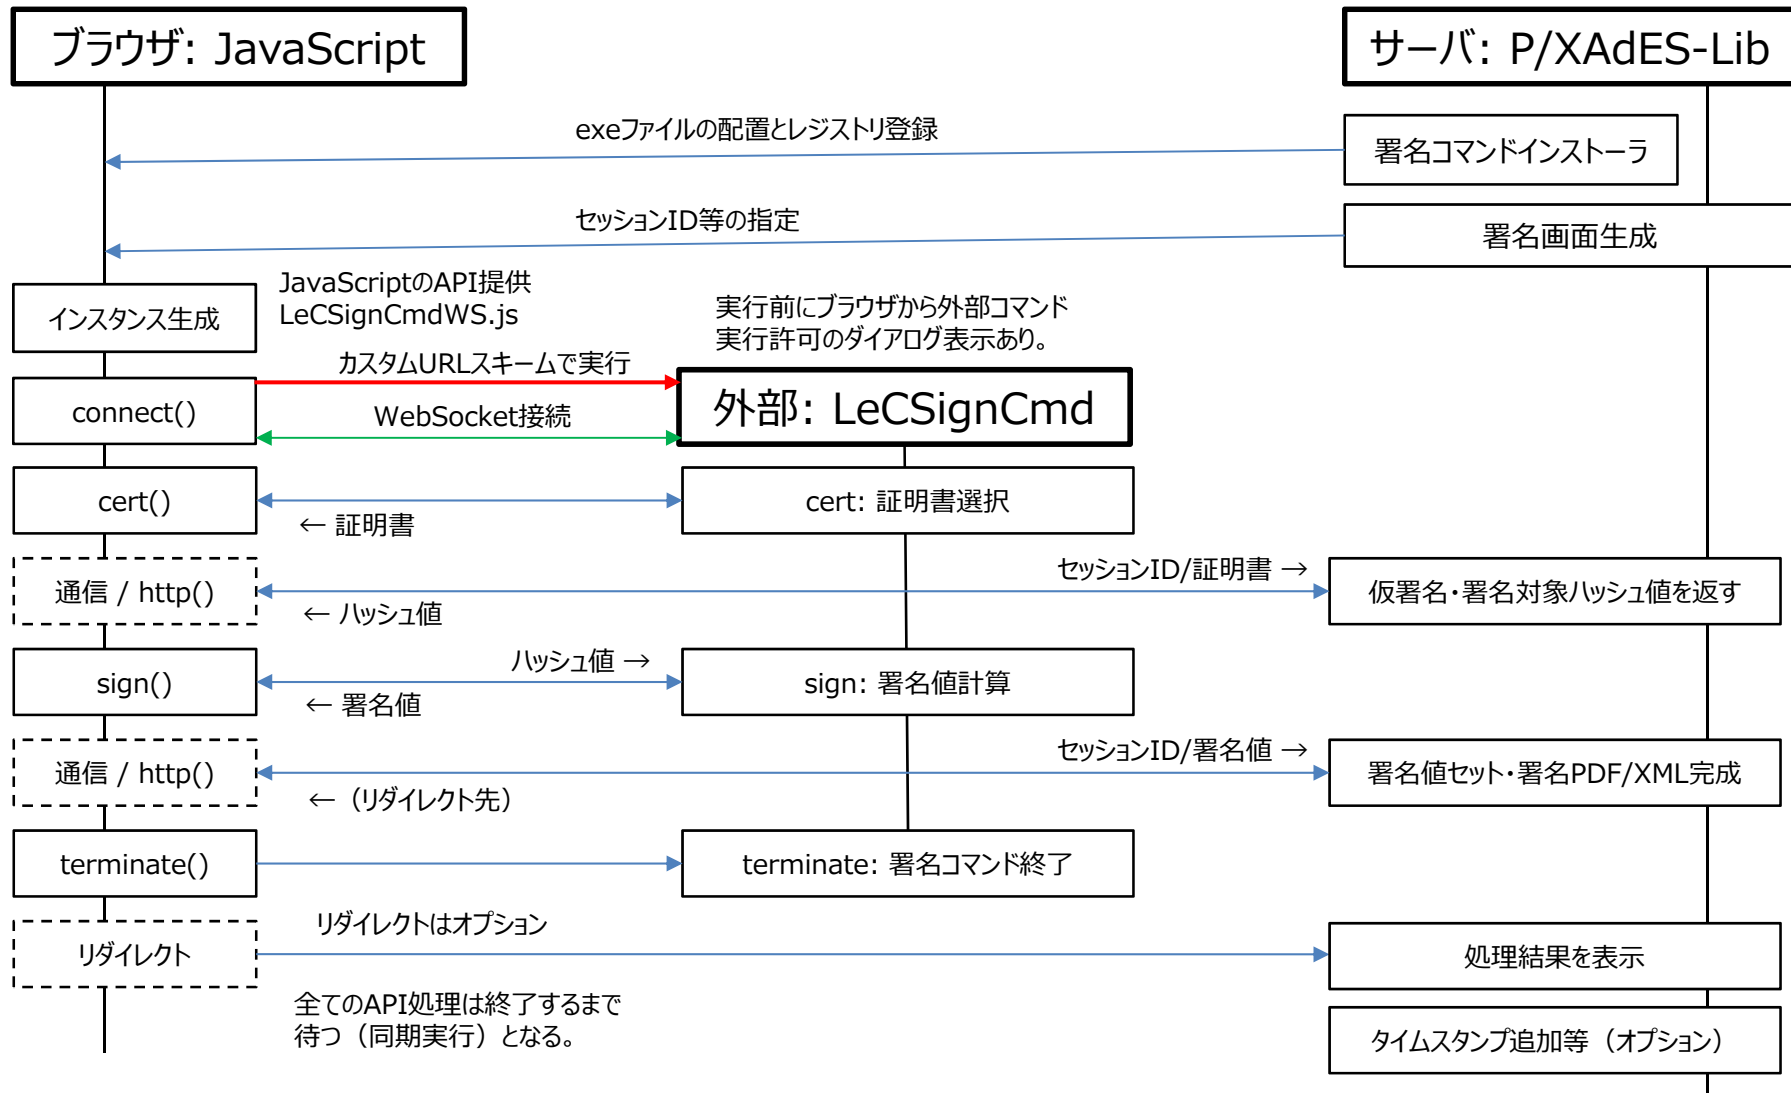 ブラウザ: JavaScript
サーバ: P/XAdES-Lib
exeファイルの配置とレジストリ登録
署名コマンドインストーラ
セッションID等の指定
署名画面生成
JavaScriptのAPI提供
LeCSignCmdWS.js
インスタンス生成
実行前にブラウザから外部コマンド
実行許可のダイアログ表示あり。
カスタムURLスキームで実行
connect()
WebSocket接続
外部: LeCSignCmd
cert()
← 証明書
cert: 証明書選択
通信 / http()
← ハッシュ値
セッションID/証明書 →
仮署名・署名対象ハッシュ値を返す
ハッシュ値 →
sign()
← 署名値
sign: 署名値計算
セッションID/署名値 →
通信 / http()
←（リダイレクト先）
署名値セット・署名PDF/XML完成
terminate()
terminate: 署名コマンド終了
リダイレクトはオプション
リダイレクト
処理結果を表示
全てのAPI処理は終了するまで
待つ（同期実行）となる。
タイムスタンプ追加等（オプション）